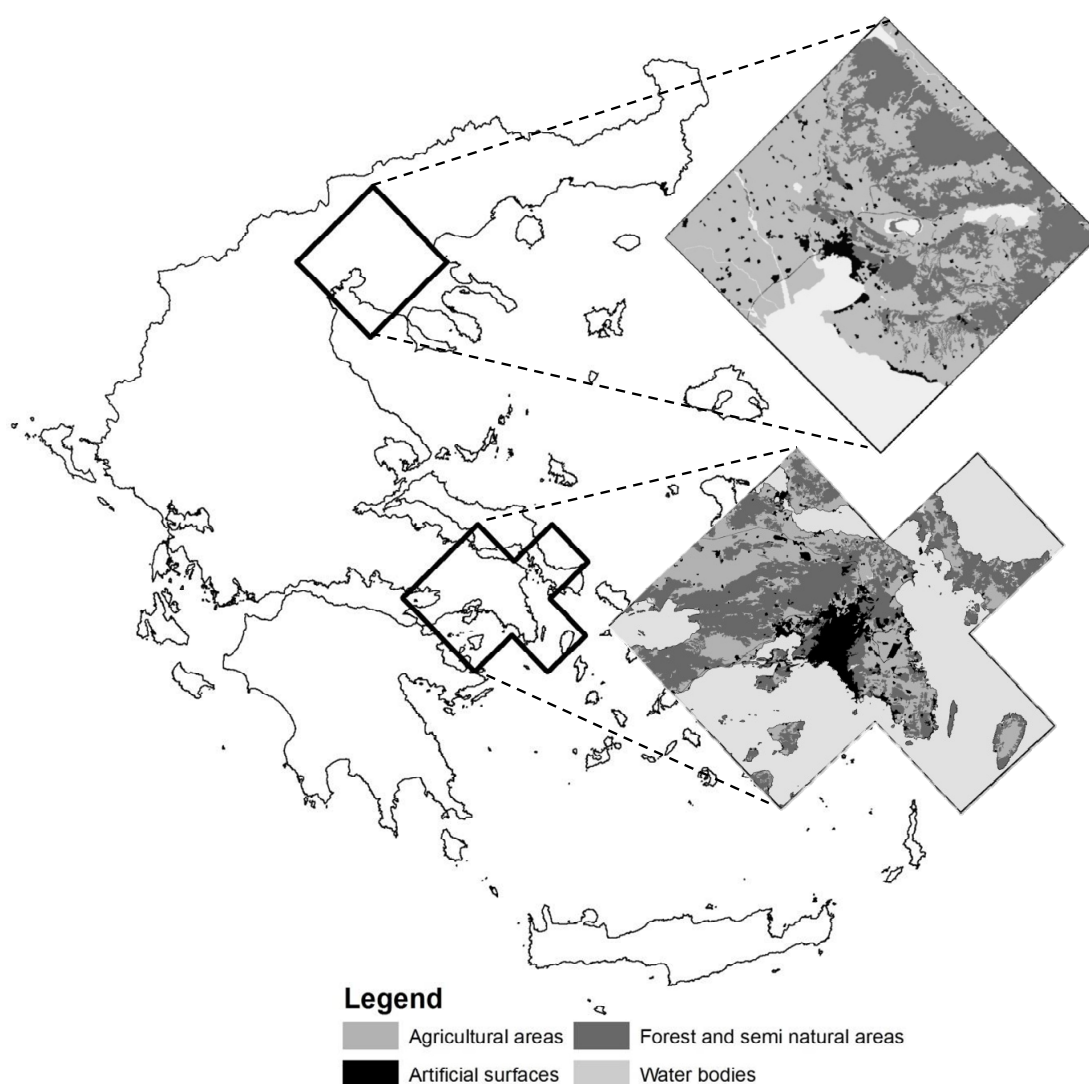 Legend
Agricultural areas
Forest and semi natural areas
Artificial surfaces
Water bodies